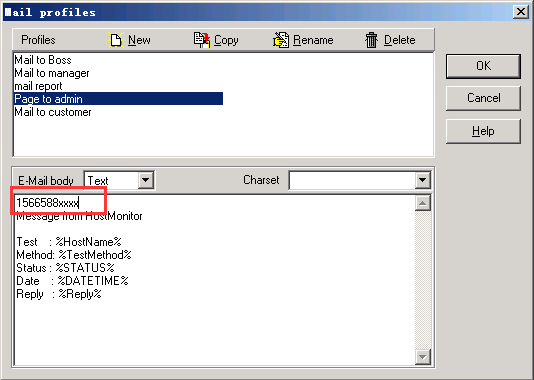 Mail profiles
Profiles New Copy Rename Delete
Mail to Boss
Mail to manager
mail report
Page to admin
Mail to customer
OK
Cancel
Help
E-Mail body Text Charset
1566588xxxx
Message from HostMonitor
Test : %HostName%
Method: %TestMethod%
Status : %STATUS%
Date : %DATETIME%
Reply : %Reply%